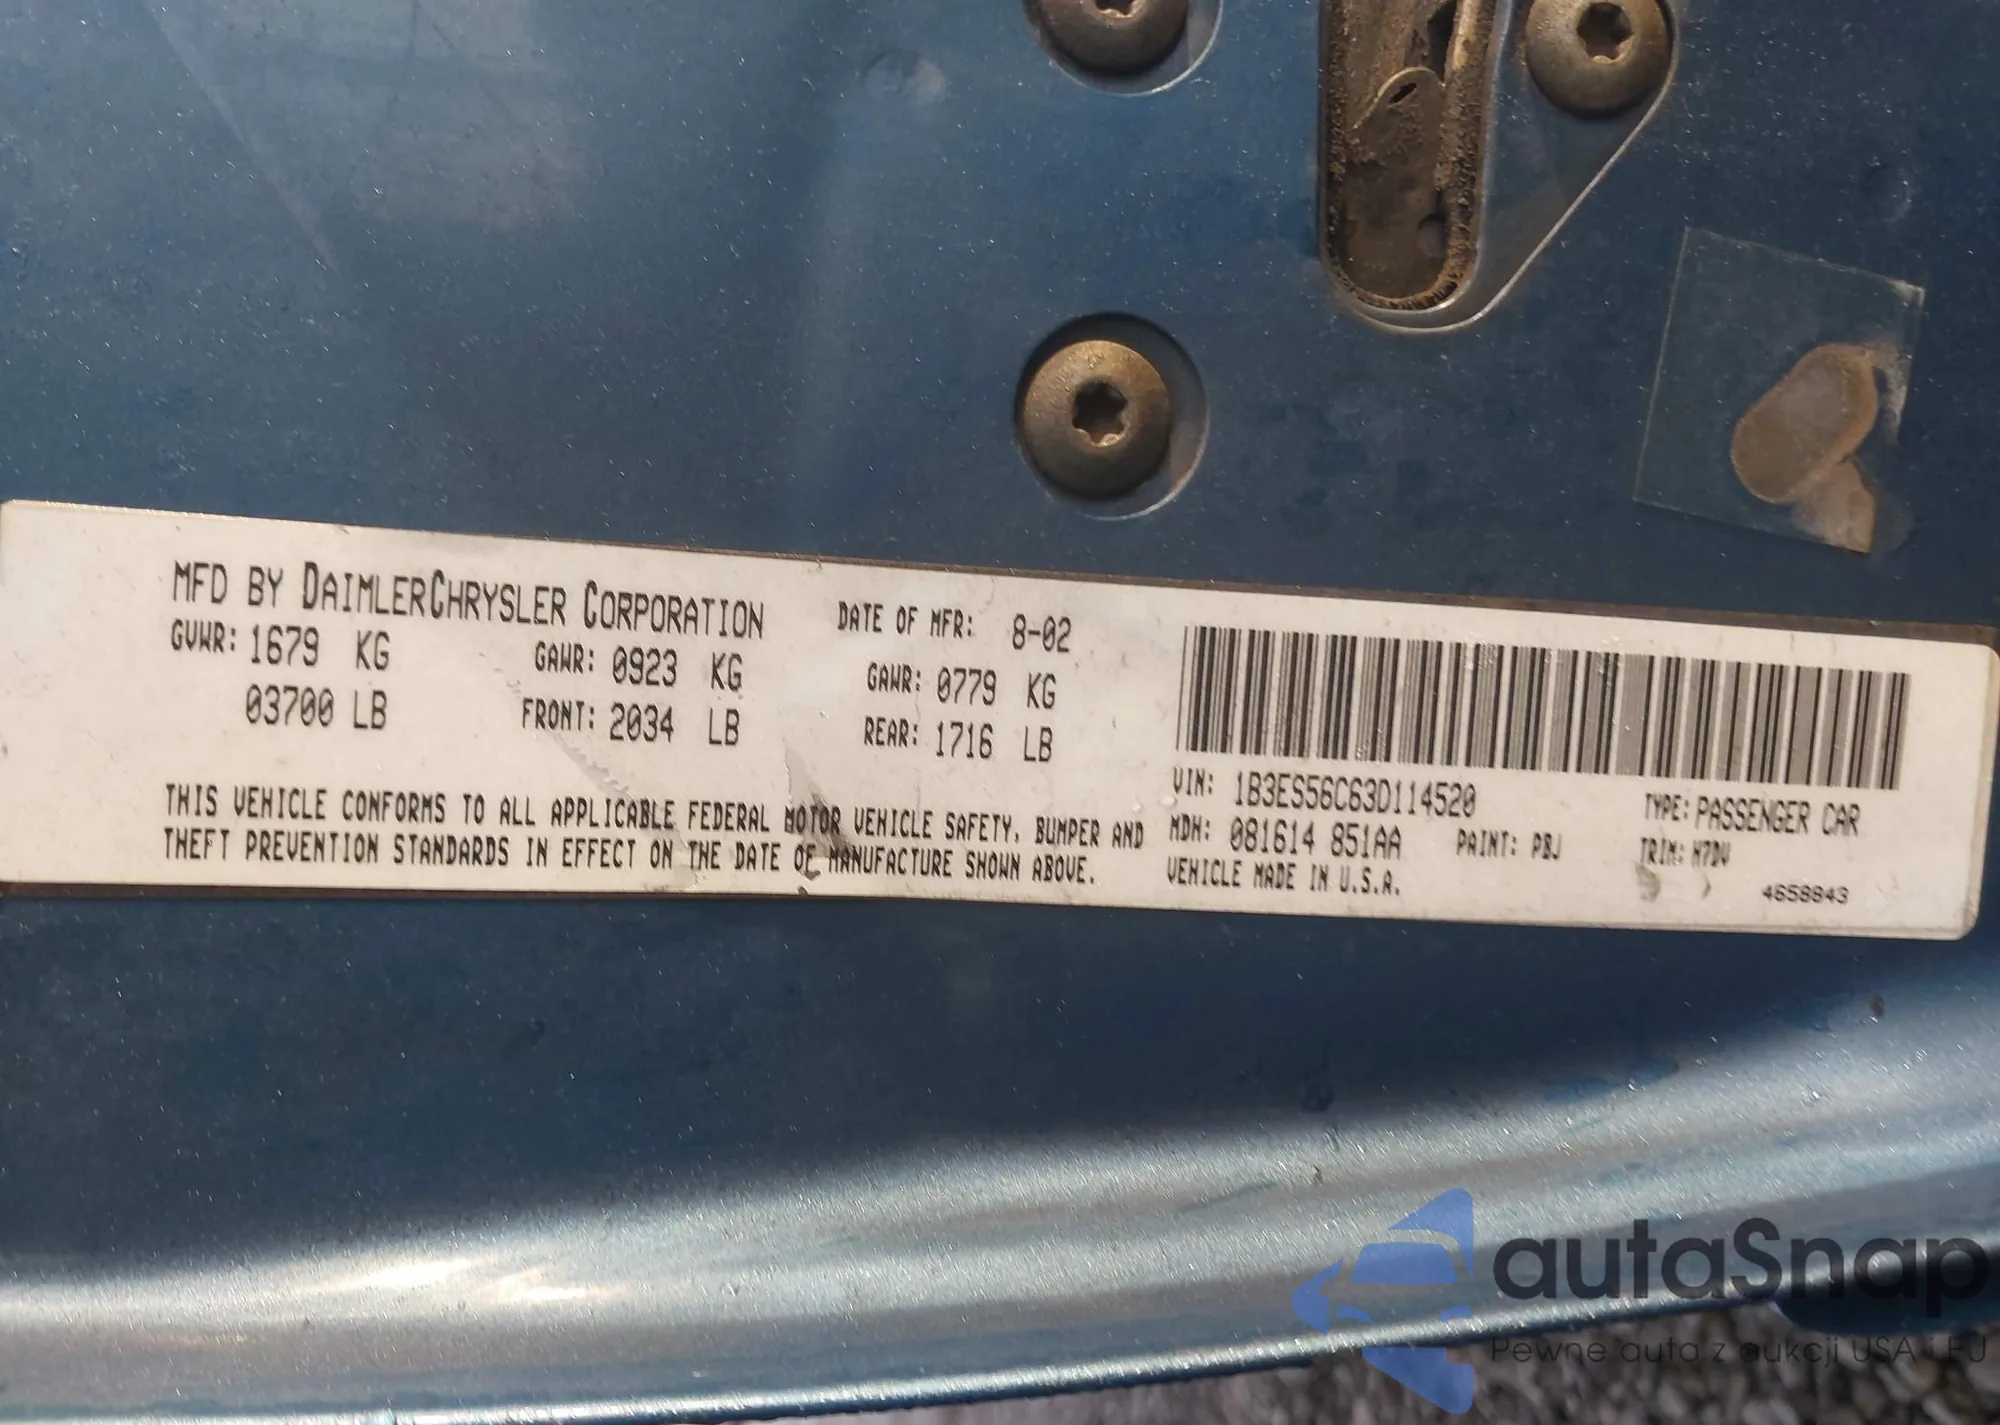 MFD BY DAIMLERCHRYSLER CORPORATION DATE OF MFR: 8-02
GVWR: 1679 KG GAWR: 0923 KG GAWR: 0779 KG
03700 LB FRONT: 2034 LB REAR: 1716 LB
THIS VEHICLE CONFORMS TO ALL APPLICABLE FEDERAL MOTOR VEHICLE SAFETY, BUMPER AND
THEFT PREVENTION STANDARDS IN EFFECT ON THE DATE OF MANUFACTURE SHOWN ABOVE.
VIN: 1B3ES56C63D114520 TYPE: PASSENGER CAR
MDH: 081614 851AA PAINT: PBJ TRIM: H7DV
VEHICLE MADE IN U.S.A. 4658843
autaSnap
Pewne auta z aukcji USA i EU